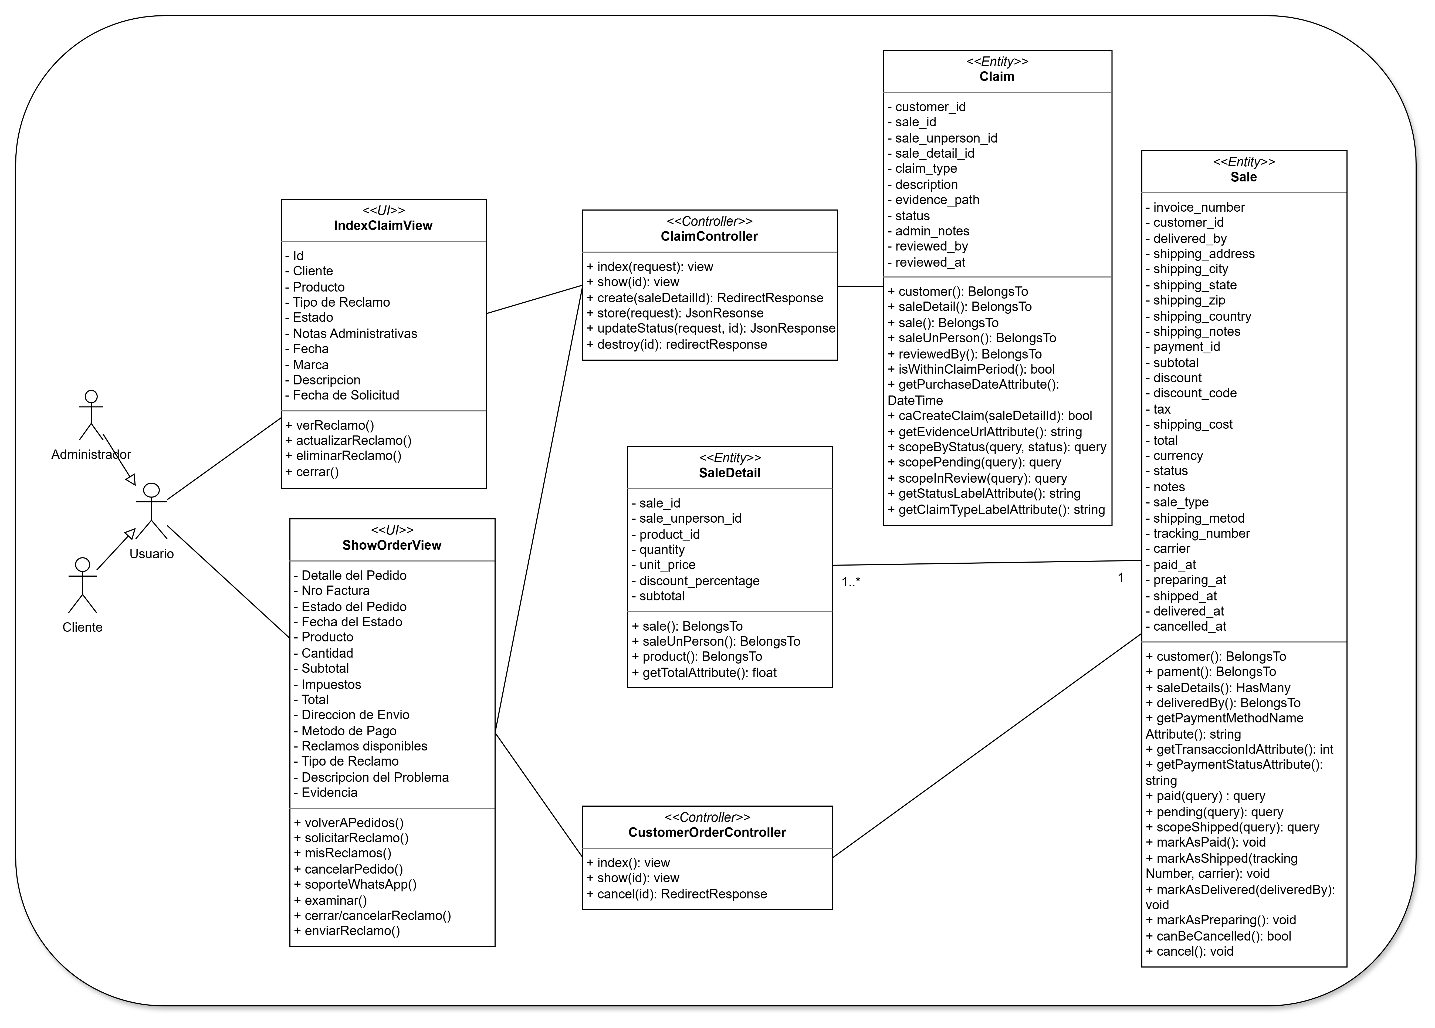 Administrador
Usuario
Cliente
<<UI>>
IndexClaimView
- Id
- Cliente
- Producto
- Tipo de Reclamo
- Estado
- Notas Administrativas
- Fecha
- Marca
- Descripcion
- Fecha de Solicitud
+ verReclamo()
+ actualizarReclamo()
+ eliminarReclamo()
+ cerrar()
<<UI>>
ShowOrderView
- Detalle del Pedido
- Nro Factura
- Estado del Pedido
- Fecha del Estado
- Producto
- Cantidad
- Subtotal
- Impuestos
- Total
- Direccion de Envio
- Metodo de Pago
- Reclamos disponibles
- Tipo de Reclamo
- Descripcion del Problema
- Evidencia
+ volverAPedidos()
+ solicitarReclamo()
+ misReclamos()
+ cancelarPedido()
+ soporteWhatsApp()
+ examinar()
+ cerrar/cancelarReclamo()
+ enviarReclamo()
<<Controller>>
ClaimController
+ index(request): view
+ show(id): view
+ create(saleDetailId): RedirectResponse
+ store(request): JsonResonse
+ updateStatus(request, id): JsonResponse
+ destroy(id): redirectResponse
<<Entity>>
SaleDetail
- sale_id
- sale_unperson_id
- product_id
- quantity
- unit_price
- discount_percentage
- subtotal
+ sale(): BelongsTo
+ saleUnPerson(): BelongsTo
+ product(): BelongsTo
+ getTotalAttribute(): float
1..*
1
<<Controller>>
CustomerOrderController
+ index(): view
+ show(id): view
+ cancel(id): RedirectResponse
<<Entity>>
Claim
- customer_id
- sale_id
- sale_unperson_id
- sale_detail_id
- claim_type
- description
- evidence_path
- status
- admin_notes
- reviewed_by
- reviewed_at
+ customer(): BelongsTo
+ saleDetail(): BelongsTo
+ sale(): BelongsTo
+ saleUnPerson(): BelongsTo
+ reviewedBy(): BelongsTo
+ isWithinClaimPeriod(): bool
+ getPurchaseDateAttribute():
DateTime
+ caCreateClaim(saleDetailId): bool
+ getEvidenceUrlAttribute(): string
+ scopeByStatus(query, status): query
+ scopePending(query): query
+ scopeInReview(query): query
+ getStatusLabelAttribute(): string
+ getClaimTypeLabelAttribute(): string
<<Entity>>
Sale
- invoice_number
- customer_id
- delivered_by
- shipping_address
- shipping_city
- shipping_state
- shipping_zip
- shipping_country
- shipping_notes
- payment_id
- subtotal
- discount
- discount_code
- tax
- shipping_cost
- total
- currency
- status
- notes
- sale_type
- shipping_metod
- tracking_number
- carrier
- paid_at
- preparing_at
- shipped_at
- delivered_at
- cancelled_at
+ customer(): BelongsTo
+ pament(): BelongsTo
+ saleDetails(): HasMany
+ deliveredBy(): BelongsTo
+ getPaymentMethodName
Attribute(): string
+ getTransaccionIdAttribute(): int
+ getPaymentStatusAttribute():
string
+ paid(query) : query
+ pending(query): query
+ scopeShipped(query): query
+ markAsPaid(): void
+ markAsShipped(tracking
Number, carrier): void
+ markAsDelivered(deliveredBy):
void
+ markAsPreparing(): void
+ canBeCancelled(): bool
+ cancel(): void